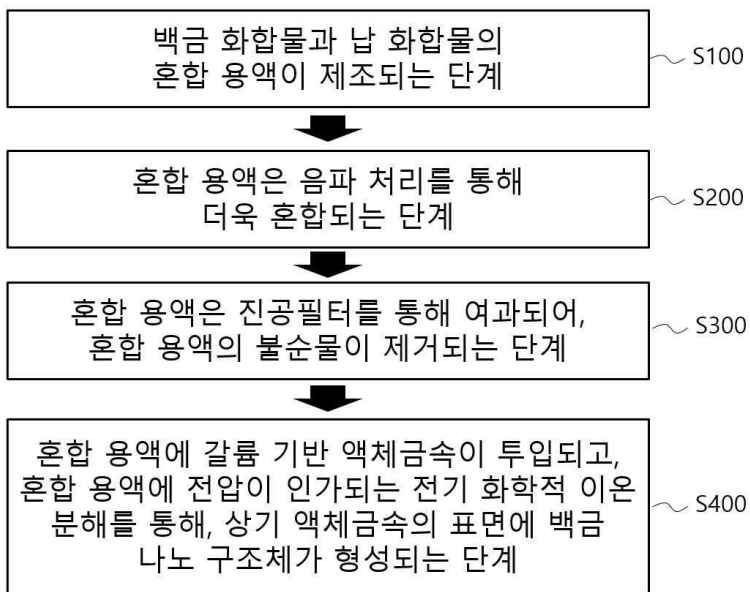 백금 화합물과 납 화합물의
혼합 용액이 제조되는 단계
S100
혼합 용액은 음파 처리를 통해
더욱 혼합되는 단계
S200
혼합 용액은 진공필터를 통해 여과되어,
혼합 용액의 불순물이 제거되는 단계
S300
혼합 용액에 갈륨 기반 액체금속이 투입되고,
혼합 용액에 전압이 인가되는 전기 화학적 이온
분해를 통해, 상기 액체금속의 표면에 백금
나노 구조체가 형성되는 단계
S400